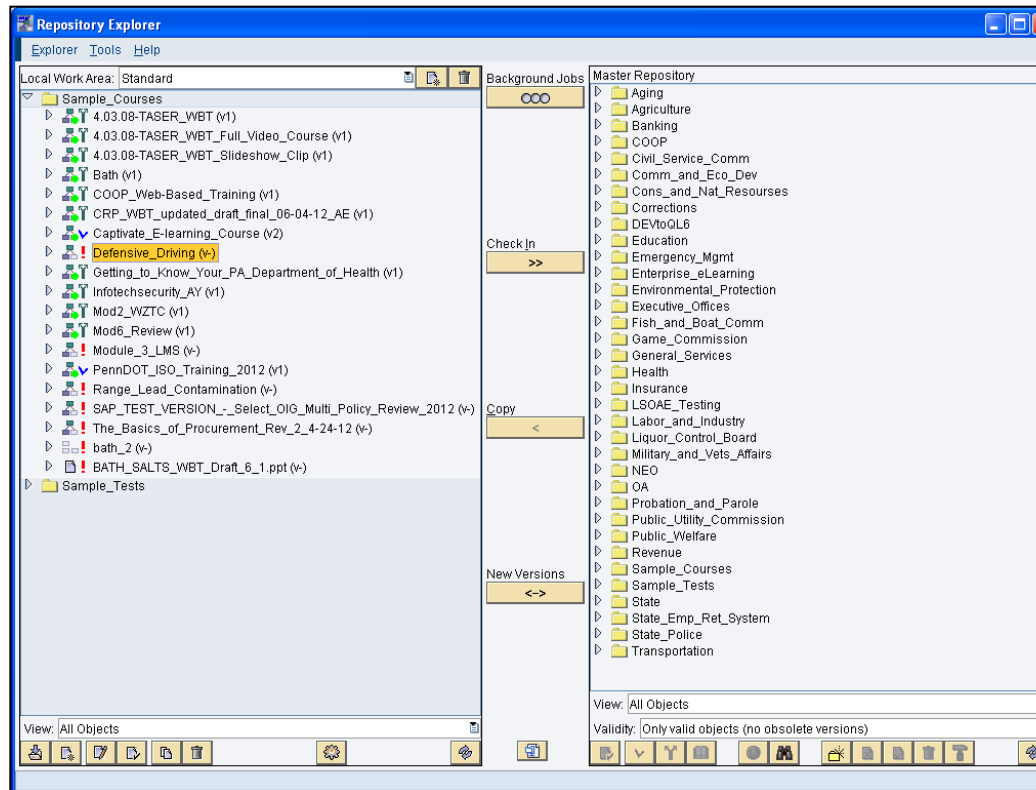 Repository Explorer
Explorer Tools Help
Local Work Area: Standard
Sample_Courses
4.03.08-TASER_WBT (v1)
4.03.08-TASER_WBT_Full_Video_Course (v1)
4.03.08-TASER_WBT_Slideshow_Clip (v1)
Bath (v1)
COOP_Web-Based_Training (v1)
CRP_WBT_updated_draft_final_06-04-12_AE (v1)
Captivate_E-learning_Course (v2)
Defensive_Driving (v-)
Getting_to_Know_Your_PA_Department_of_Health (v1)
Infotechsecurity_AY (v1)
Mod2_WZTC (v1)
Mod6_Review (v1)
Module_3_LMS (v-)
PennDOT_ISO_Training_2012 (v1)
Range_Lead_Contamination (v-)
SAP_TEST_VERSION_-_Select_OIG_Multi_Policy_Review_2012 (v-)
The_Basics_of_Procurement_Rev_2_4-24-12 (v-)
bath_2 (v-)
BATH_SALTS_WBT_Draft_6_1.ppt (v-)
Sample_Tests
View: All Objects
Background Jobs
Check In
>>
Copy
<
New Versions
<->
Master Repository
Aging
Agriculture
Banking
COOP
Civil_Service_Comm
Comm_and_Eco_Dev
Cons_and_Nat_Resourses
Corrections
DEVtoQL6
Education
Emergency_Mgmt
Enterprise_eLearning
Environmental_Protection
Executive_Offices
Fish_and_Boat_Comm
Game_Commission
General_Services
Health
Insurance
LSOAE_Testing
Labor_and_Industry
Liquor_Control_Board
Military_and_Vets_Affairs
NEO
OA
Probation_and_Parole
Public_Utility_Commission
Public_Welfare
Revenue
Sample_Courses
Sample_Tests
State
State_Emp_Ret_System
State_Police
Transportation
View: All Objects
Validity: Only valid objects (no obsolete versions)